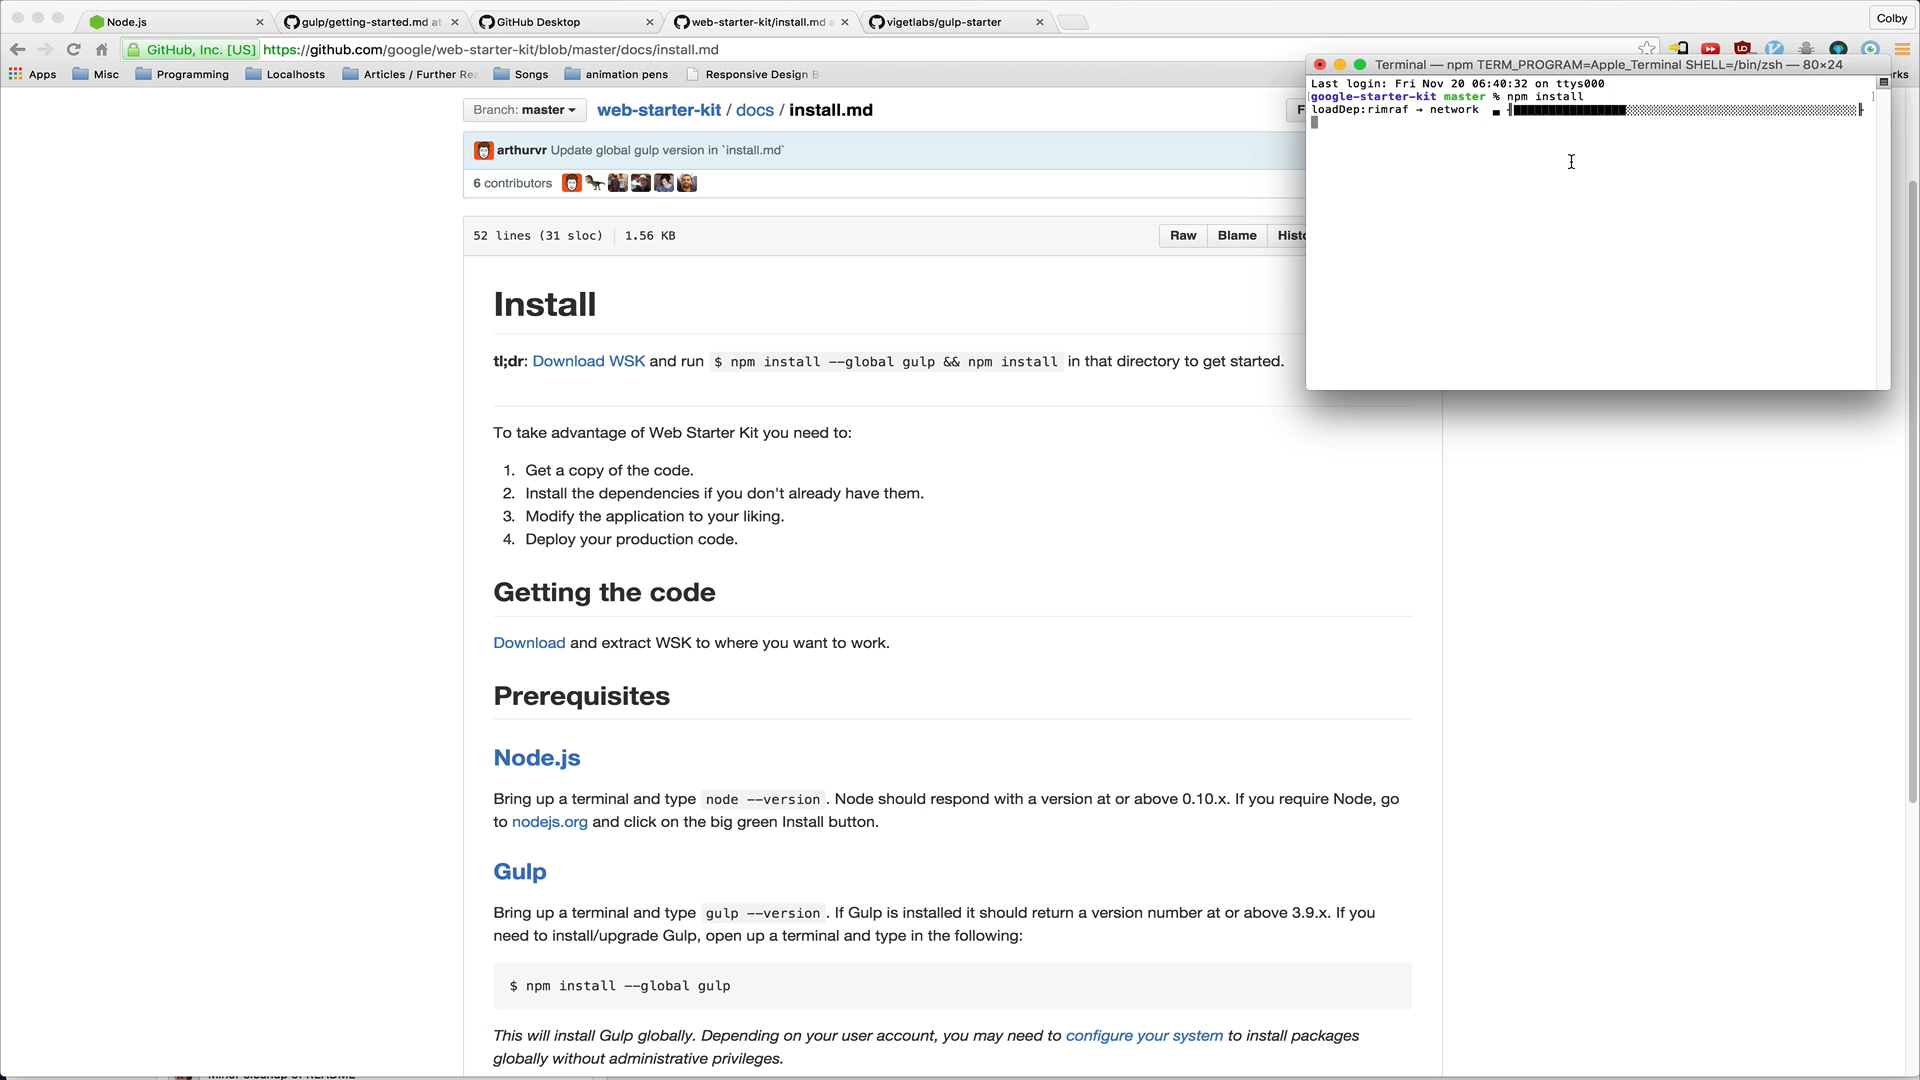 Node.js
gulp/getting-started.md at
GitHub Desktop
web-starter-kit/install.md a
vigetlabs/gulp-starter
Colby
GitHub, Inc. [US] https://github.com/google/web-starter-kit/blob/master/docs/install.md
Apps
Misc
Programming
Localhosts
Articles / Further Re
Songs
animation pens
Responsive Design B
rks
Terminal — npm TERM_PROGRAM=Apple_Terminal SHELL=/bin/zsh — 80×24
Last login: Fri Nov 20 06:40:32 on ttys000
[google-starter-kit master % npm install ]
loadDep:rimraf → network
Branch: master
web-starter-kit / docs / install.md
F
arthurvr Update global gulp version in `install.md`
6 contributors
52 lines (31 sloc) 1.56 KB
Raw Blame Histo
Install
tl;dr: Download WSK and run $ npm install --global gulp && npm install in that directory to get started.
To take advantage of Web Starter Kit you need to:
1. Get a copy of the code.
2. Install the dependencies if you don't already have them.
3. Modify the application to your liking.
4. Deploy your production code.
Getting the code
Download and extract WSK to where you want to work.
Prerequisites
Node.js
Bring up a terminal and type node --version . Node should respond with a version at or above 0.10.x. If you require Node, go
to nodejs.org and click on the big green Install button.
Gulp
Bring up a terminal and type gulp --version . If Gulp is installed it should return a version number at or above 3.9.x. If you
need to install/upgrade Gulp, open up a terminal and type in the following:
$ npm install --global gulp
This will install Gulp globally. Depending on your user account, you may need to configure your system to install packages
globally without administrative privileges.
Minor cleanup of README